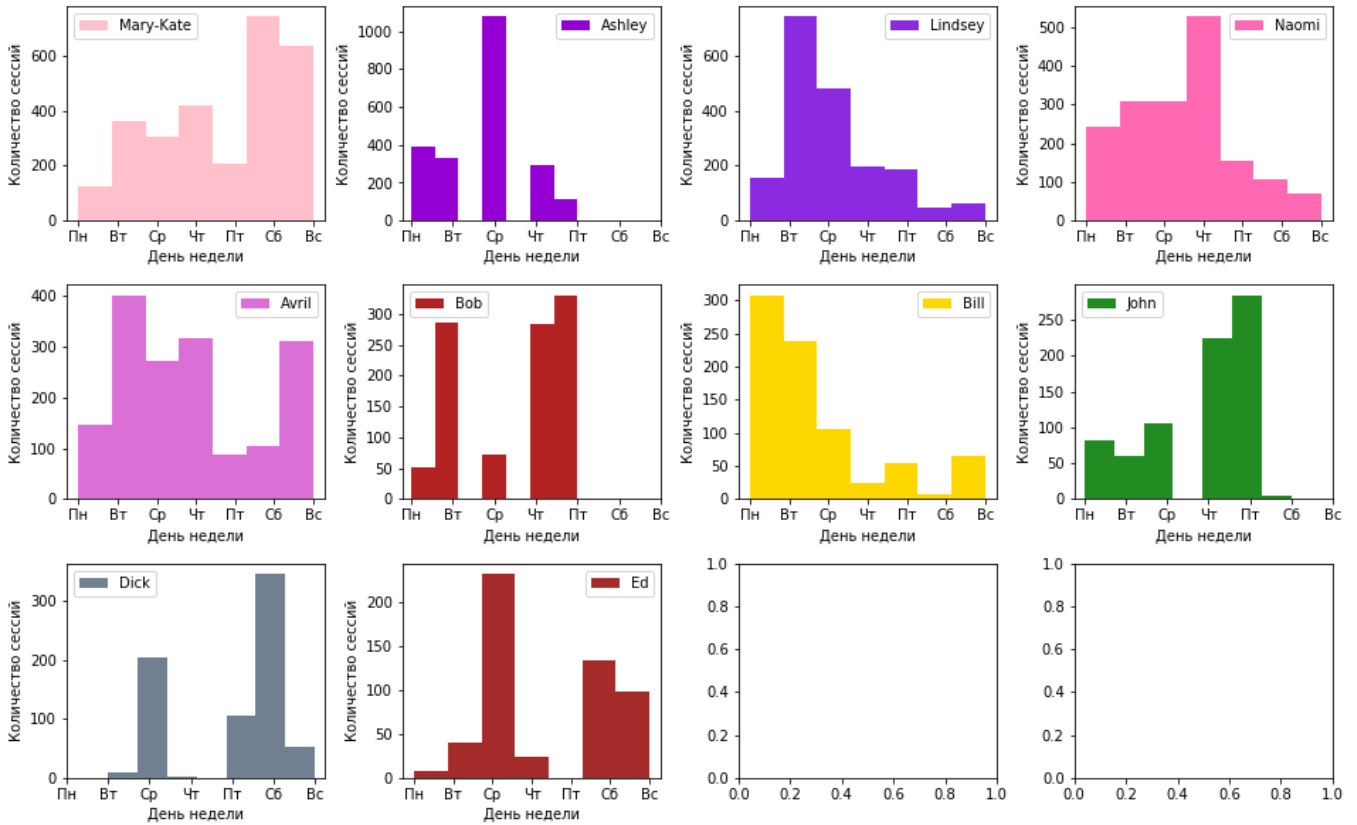 Mary-Kate
Количество сессий
0 200 400 600
Пн Вт Ср Чт Пт Сб Вс
День недели
Ashley
Количество сессий
0 200 400 600 800 1000
Пн Вт Ср Чт Пт Сб Вс
День недели
Lindsey
Количество сессий
0 200 400 600
Пн Вт Ср Чт Пт Сб Вс
День недели
Naomi
Количество сессий
0 100 200 300 400 500
Пн Вт Ср Чт Пт Сб Вс
День недели
Avril
Количество сессий
0 100 200 300 400
Пн Вт Ср Чт Пт Сб Вс
День недели
Bob
Количество сессий
0 50 100 150 200 250 300
Пн Вт Ср Чт Пт Сб Вс
День недели
Bill
Количество сессий
0 50 100 150 200 250 300
Пн Вт Ср Чт Пт Сб Вс
День недели
John
Количество сессий
0 50 100 150 200 250
Пн Вт Ср Чт Пт Сб Вс
День недели
Dick
Количество сессий
0 100 200 300
Пн Вт Ср Чт Пт Сб Вс
День недели
Ed
Количество сессий
0 50 100 150 200
Пн Вт Ср Чт Пт Сб Вс
День недели
0.0 0.2 0.4 0.6 0.8 1.0
0.0 0.2 0.4 0.6 0.8 1.0
0.0 0.2 0.4 0.6 0.8 1.0
0.0 0.2 0.4 0.6 0.8 1.0